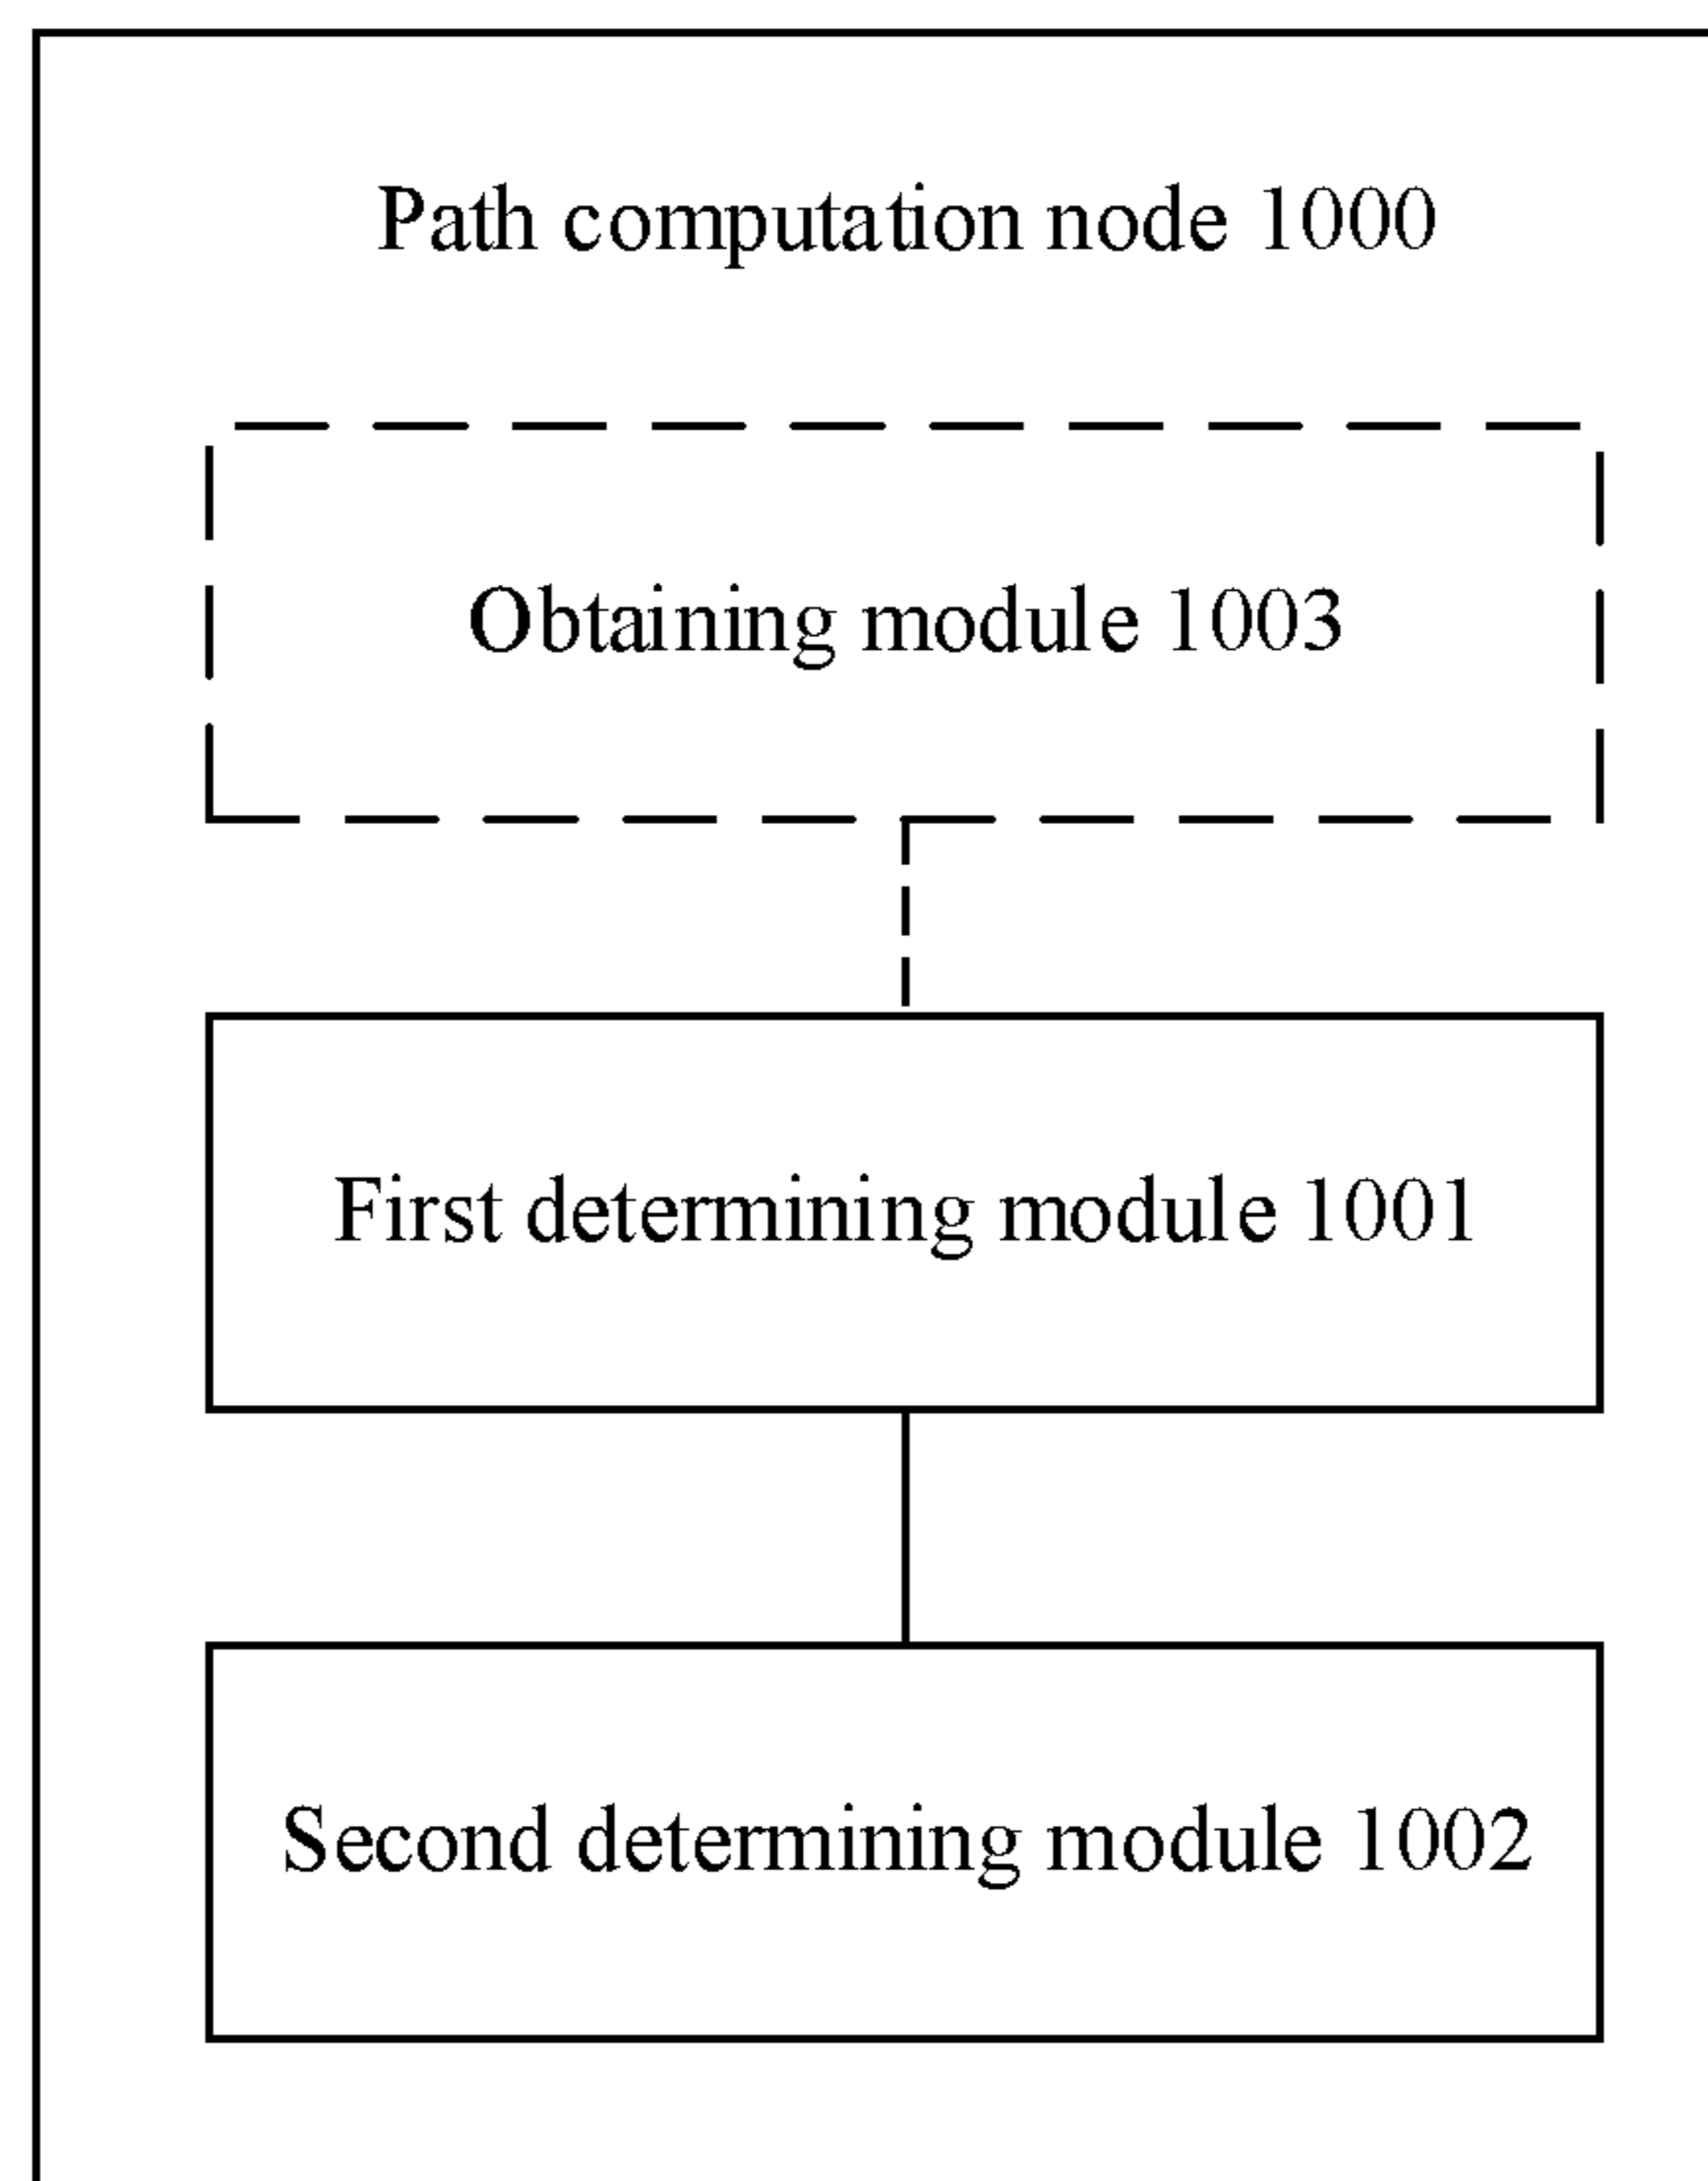 Path computation node 1000
Obtaining module 1003
First determining module 1001
Second determining module 1002